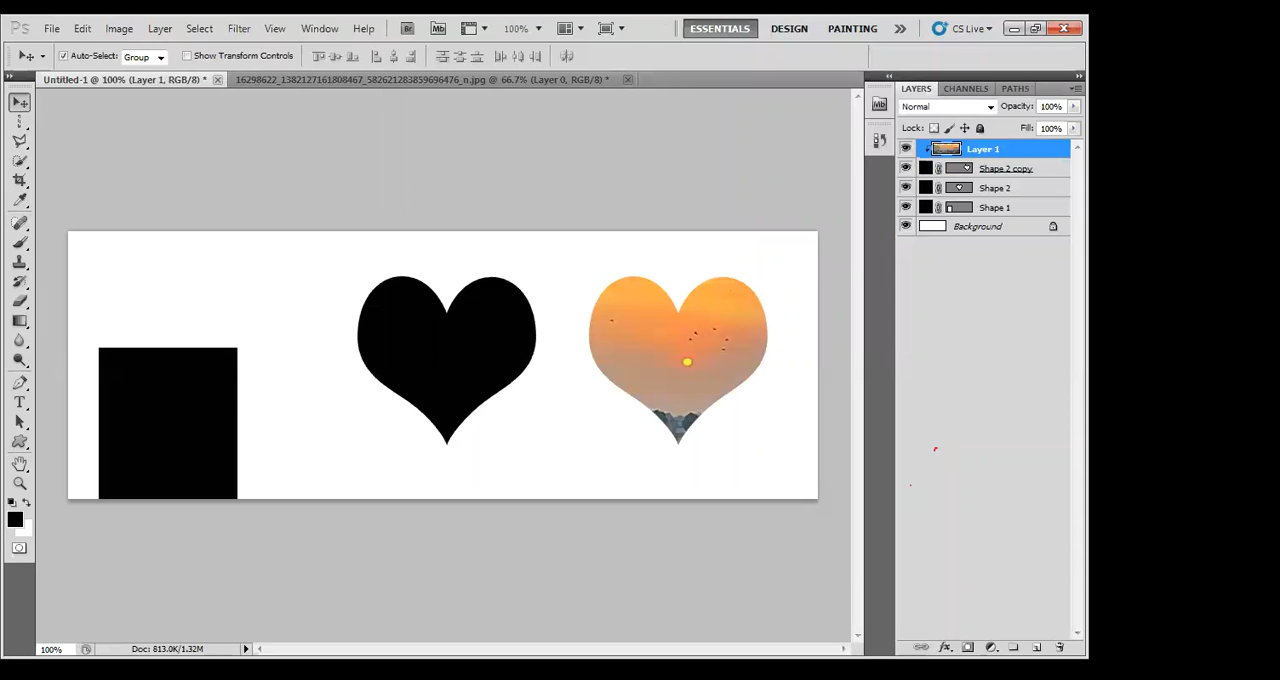 Ps File Edit Image Layer Select Filter View Window Help Br Mb 100% ESSENTIALS DESIGN PAINTING CS Live
Auto-Select: Group Show Transform Controls
Untitled-1 @ 100% (Layer 1, RGB/8) * 16298622_1382127161808467_582621283859696476_n.jpg @ 66.7% (Layer 0, RGB/8) *
LAYERS CHANNELS PATHS
Mb
Normal Opacity: 100%
Lock: Fill: 100%
Layer 1
Shape 2 copy
Shape 2
Shape 1
Background
T
100% Doc: 813.0K/1.32M
fx